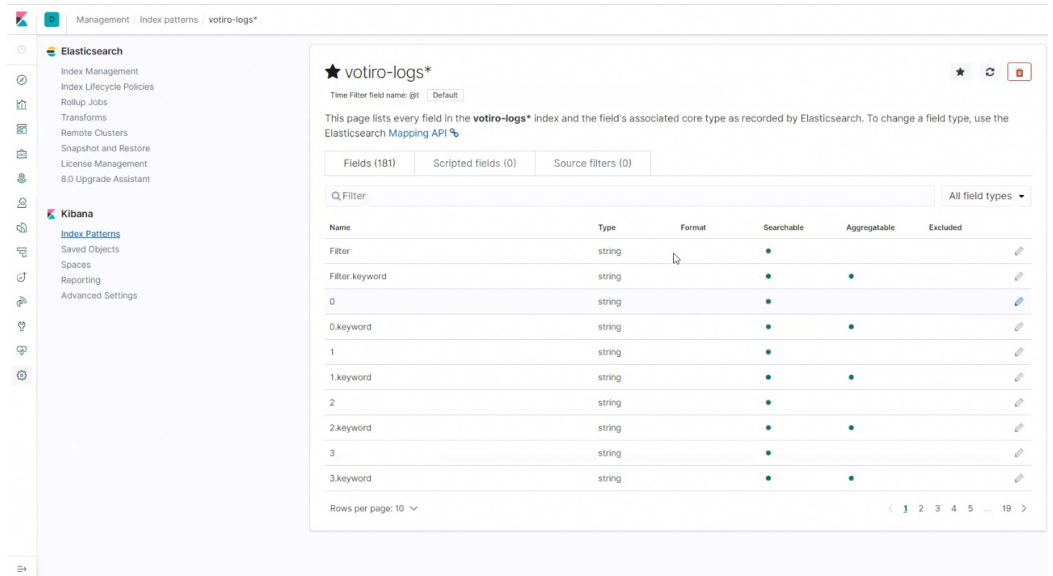 D Management / Index patterns / votiro-logs*
Elasticsearch
Index Management
Index Lifecycle Policies
Rollup Jobs
Transforms
Remote Clusters
Snapshot and Restore
License Management
8.0 Upgrade Assistant
Kibana
Index Patterns
Saved Objects
Spaces
Reporting
Advanced Settings
votiro-logs*
Time Filter field name: @t Default
This page lists every field in the votiro-logs* index and the field's associated core type as recorded by Elasticsearch. To change a field type, use the
Elasticsearch Mapping API
Fields (181) Scripted fields (0) Source filters (0)
Filter All field types
Name Type Format Searchable Aggregatable Excluded
Filter string
Filter.keyword string
0 string
0.keyword string
1 string
1.keyword string
2 string
2.keyword string
3 string
3.keyword string
Rows per page: 10 < 1 2 3 4 5 ... 19 >